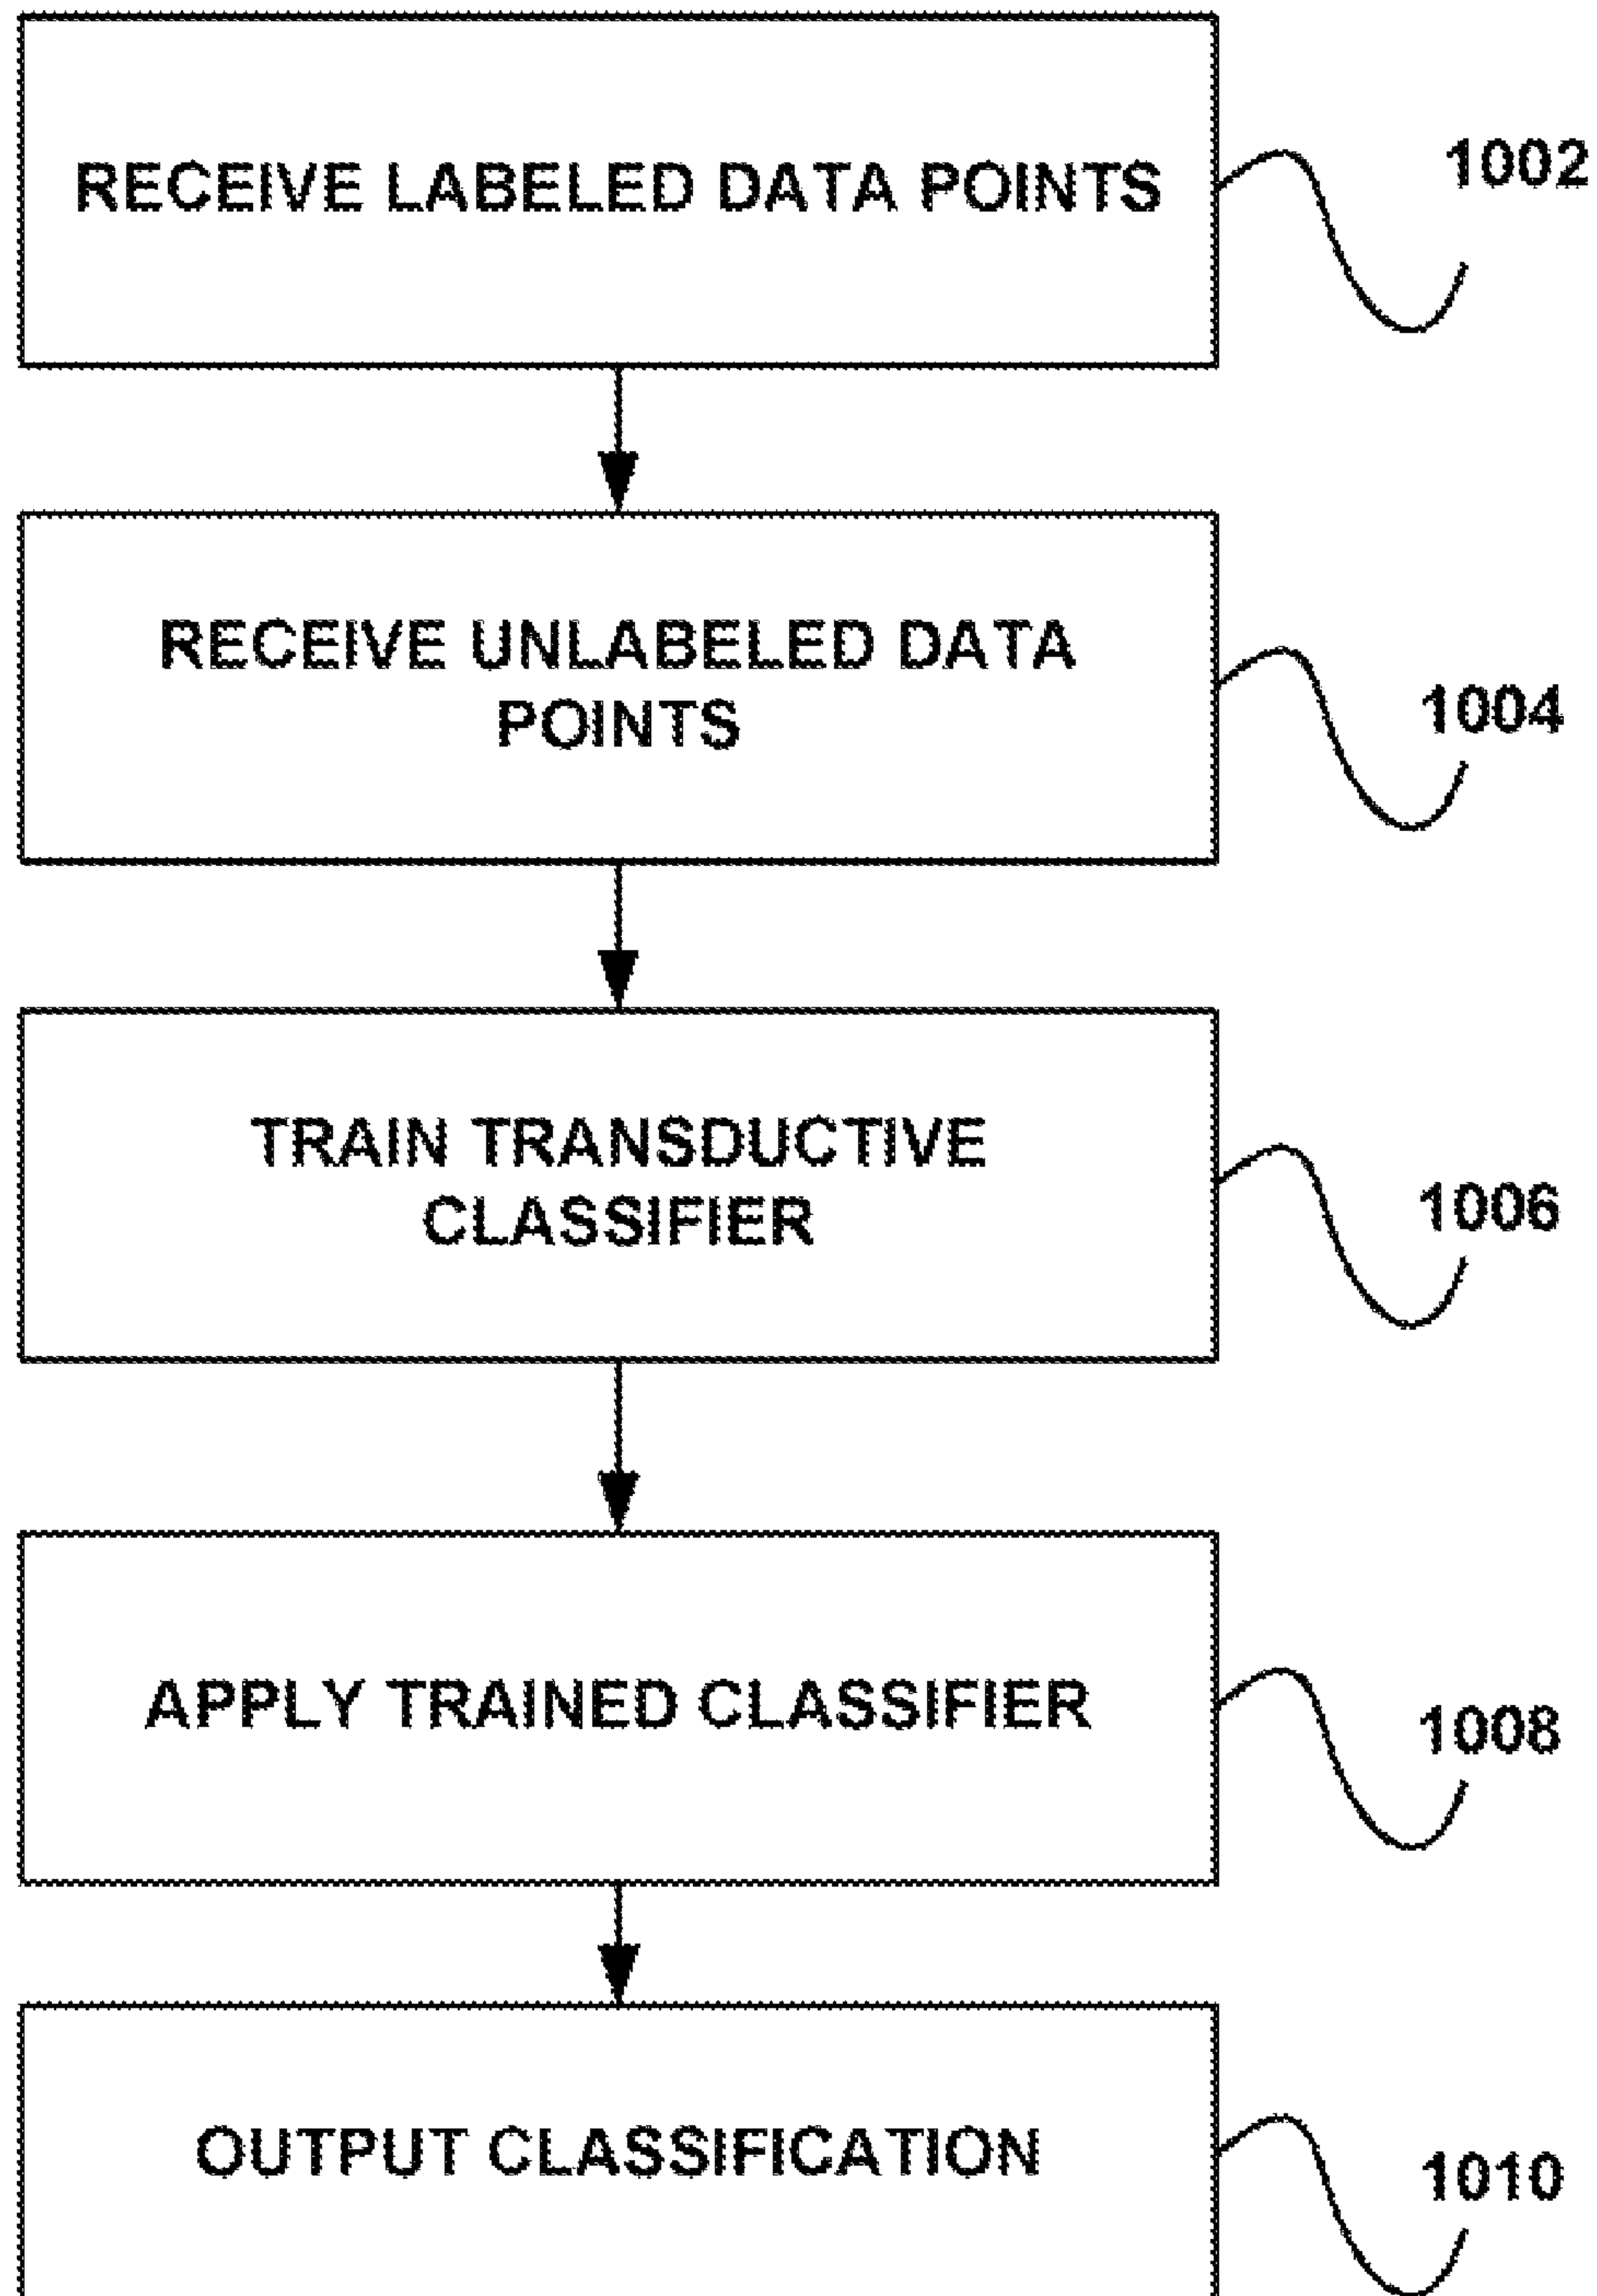 RECEIVE LABELED DATA POINTS
1002
RECEIVE UNLABELED DATA
POINTS
1004
TRAIN TRANSDUCTIVE
CLASSIFIER
1006
APPLY TRAINED CLASSIFIER
1008
OUTPUT CLASSIFICATION
1010